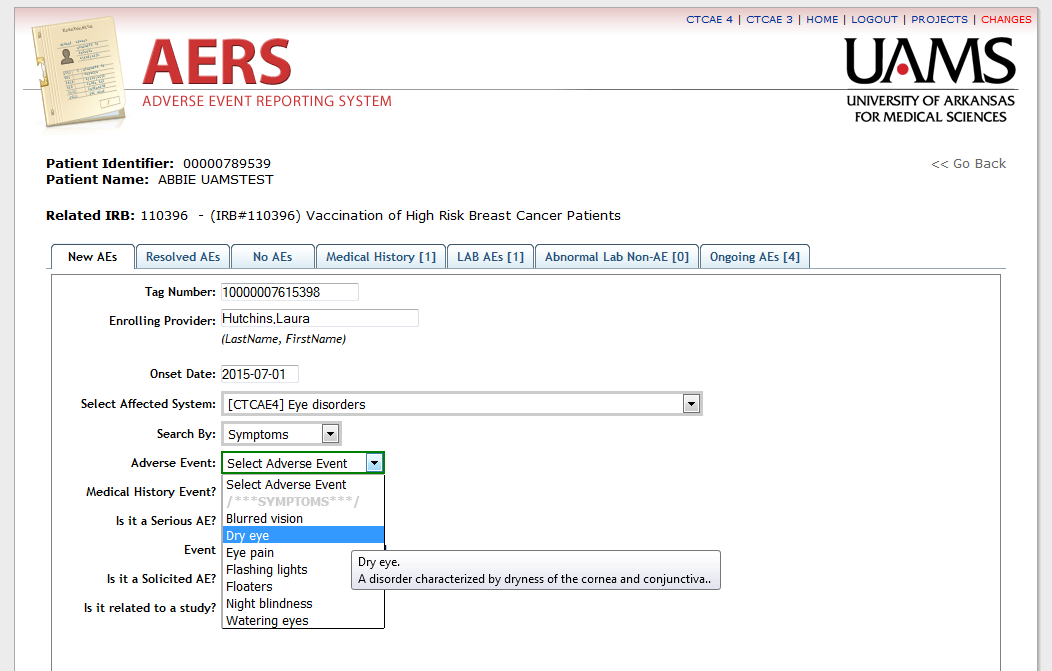 CTCAE 4 | CTCAE 3 | HOME | LOGOUT | PROJECTS | CHANGES
AERS
ADVERSE EVENT REPORTING SYSTEM
UAMS
UNIVERSITY OF ARKANSAS
FOR MEDICAL SCIENCES
Patient Identifier: 00000789539
<< Go Back
Patient Name: ABBIE UAMSTEST
Related IRB: 110396 - (IRB#110396) Vaccination of High Risk Breast Cancer Patients
New AEs Resolved AEs No AEs Medical History [1] LAB AEs [1] Abnormal Lab Non-AE [0] Ongoing AEs [4]
Tag Number: 10000007615398
Enrolling Provider: Hutchins,Laura
(LastName, FirstName)
Onset Date: 2015-07-01
Select Affected System: [CTCAE4] Eye disorders
Search By: Symptoms
Adverse Event: Select Adverse Event
Select Adverse Event
Medical History Event?
/***SYMPTOMS***/
Is it a Serious AE? Blurred vision
Dry eye
Event Eye pain
Dry eye.
Flashing lights
Is it a Solicited AE?
A disorder characterized by dryness of the cornea and conjunctiva..
Floaters
Is it related to a study? Night blindness
Watering eyes